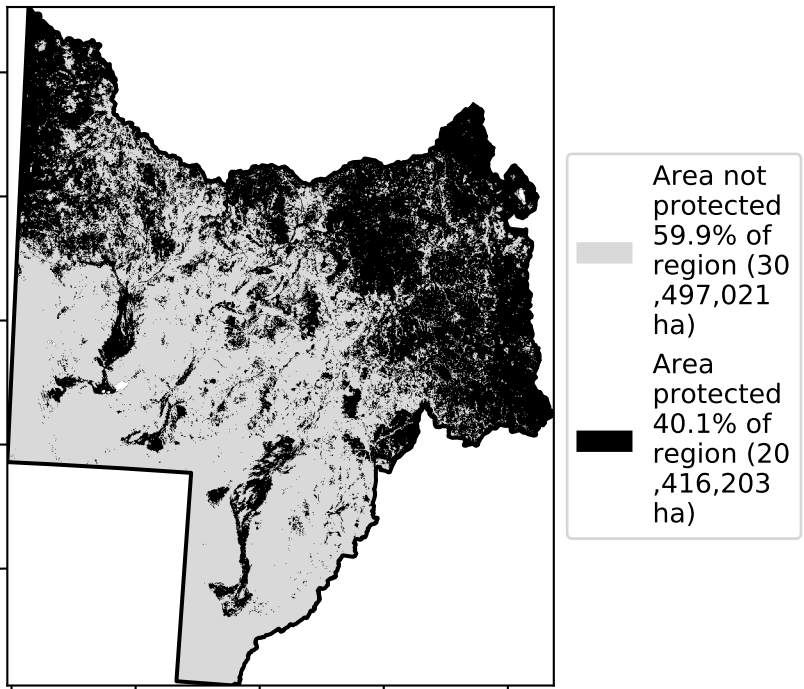 Area not
protected
59.9% of
region (30
,497,021
ha)
Area
protected
40.1% of
region (20
,416,203
ha)